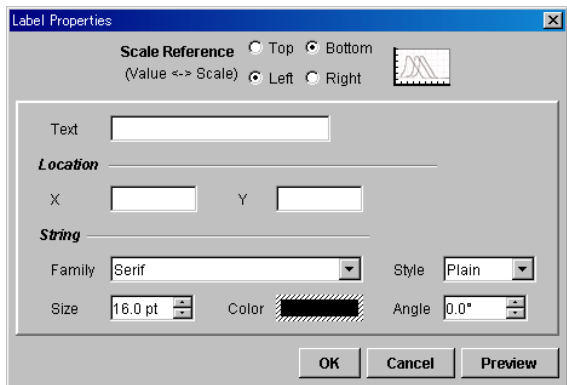 Label Properties
Scale Reference Top Bottom
(Value <-> Scale) Left Right
Text
Location
X Y
String
Family Serif Style Plain
Size 16.0 pt Color Angle 0.0°
OK Cancel Preview